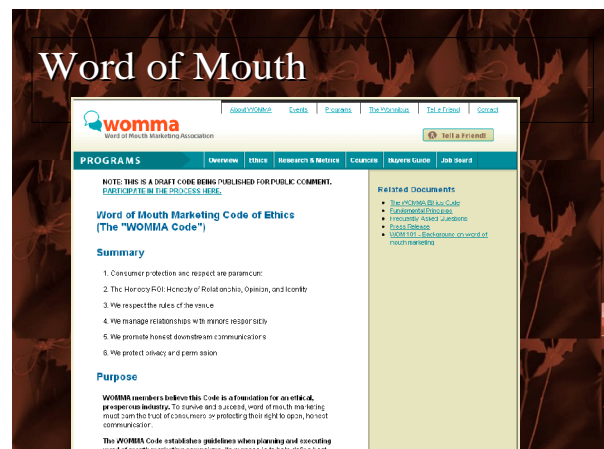 Word of Mouth
About WOMMA Events Programs The Womnibus Tell a Friend Contact
womma
Word of Mouth Marketing Association
Tell a Friend!
PROGRAMS Overview Ethics Research & Metrics Councils Buyers Guide Job Board
NOTE: THIS IS A DRAFT CODE BEING PUBLISHED FOR PUBLIC COMMENT.
PARTICIPATE IN THE PROCESS HERE.
Word of Mouth Marketing Code of Ethics
(The "WOMMA Code")
Summary
1. Consumer protection and respect are paramount
2. The Honesty ROI: Honesty of Relationship, Opinion, and Identity
3. We respect the rules of the venue
4. We manage relationships with minors responsibly
5. We promote honest downstream communications
6. We protect privacy and permission
Purpose
WOMMA members believe this Code is a foundation for an ethical,
prosperous industry. To survive and succeed, word of mouth marketing
must earn the trust of consumers by protecting their right to open, honest
communication.
The WOMMA Code establishes guidelines when planning and executing
Related Documents
The WOMMA Ethics Code
Fundamental Principles
Frequently Asked Questions
Press Release
WOM 101 - Background on word of
mouth marketing